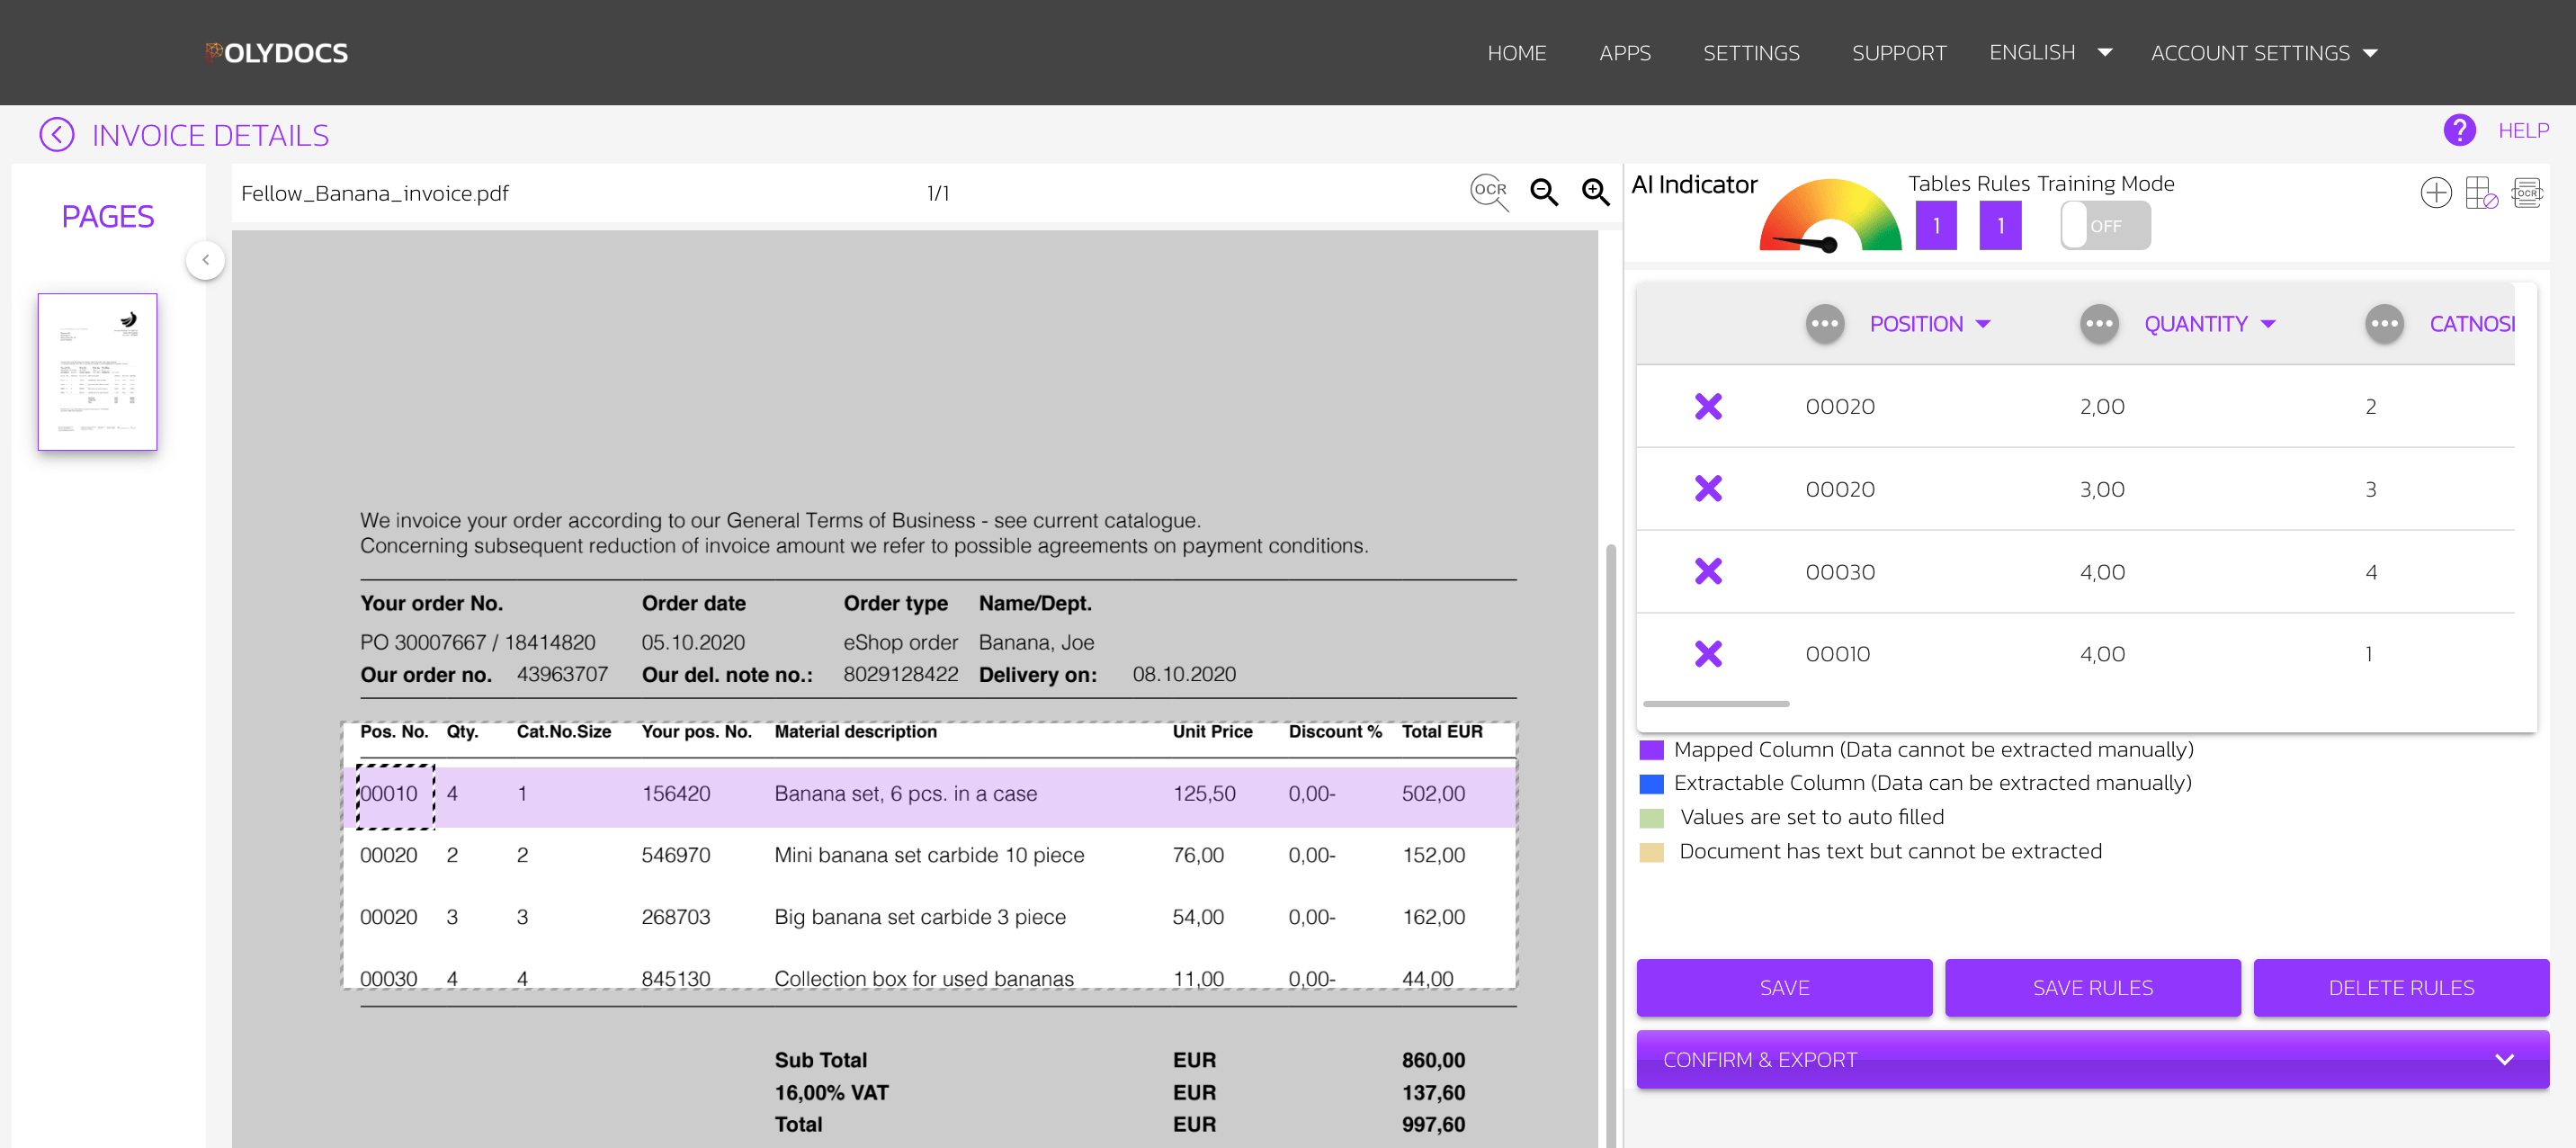 POLYDOCS
HOME APPS SETTINGS SUPPORT ENGLISH ACCOUNT SETTINGS
INVOICE DETAILS
? HELP
PAGES
Fellow_Banana_invoice.pdf 1/1 OCR
We invoice your order according to our General Terms of Business - see current catalogue.
Concerning subsequent reduction of invoice amount we refer to possible agreements on payment conditions.
Your order No. Order date Order type Name/Dept.
PO 30007667 / 18414820 05.10.2020 eShop order Banana, Joe
Our order no. 43963707 Our del. note no.: 8029128422 Delivery on: 08.10.2020
Pos. No. Qty. Cat.No.Size Your pos. No. Material description Unit Price Discount % Total EUR
00010 4 1 156420 Banana set, 6 pcs. in a case 125,50 0,00- 502,00
00020 2 2 546970 Mini banana set carbide 10 piece 76,00 0,00- 152,00
00020 3 3 268703 Big banana set carbide 3 piece 54,00 0,00- 162,00
00030 4 4 845130 Collection box for used bananas 11,00 0,00- 44,00
Sub Total EUR 860,00
16,00% VAT EUR 137,60
Total EUR 997,60
AI Indicator Tables Rules Training Mode
1 1 OFF OCR
POSITION QUANTITY CATNOSI
00020 2,00 2
00020 3,00 3
00030 4,00 4
00010 4,00 1
Mapped Column (Data cannot be extracted manually)
Extractable Column (Data can be extracted manually)
Values are set to auto filled
Document has text but cannot be extracted
SAVE SAVE RULES DELETE RULES
CONFIRM & EXPORT